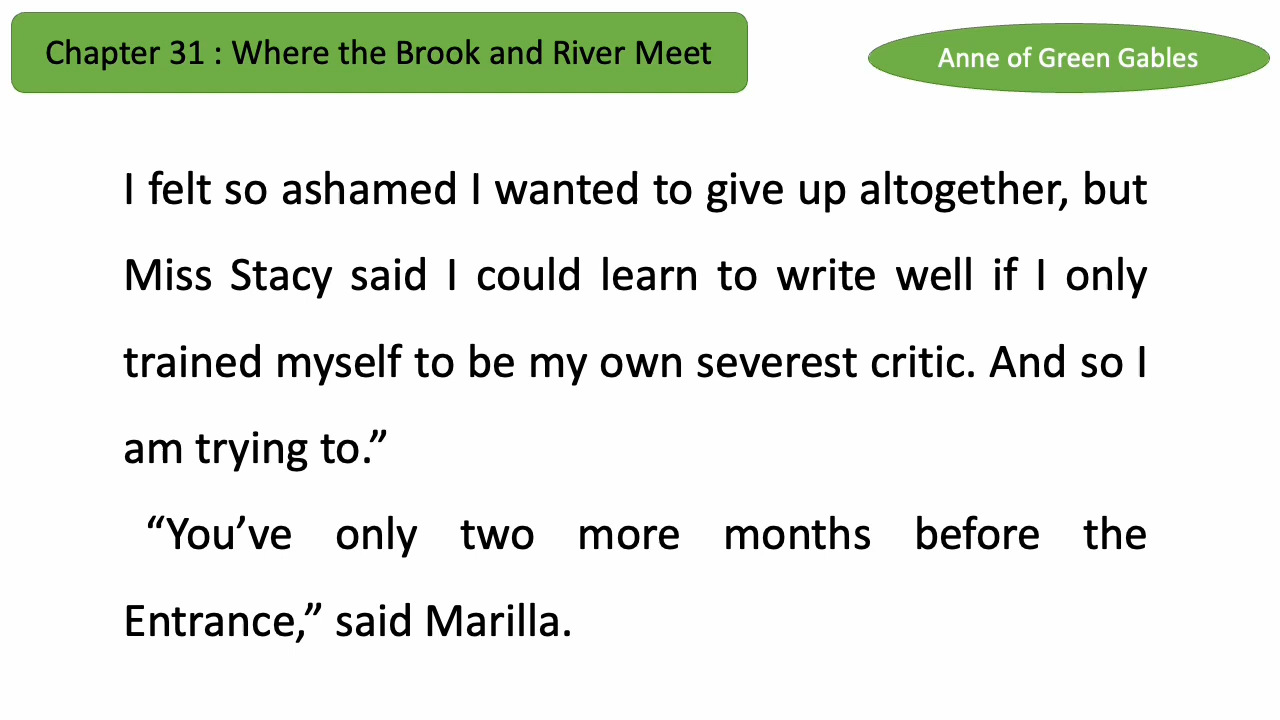 Chapter 31 : Where the Brook and River Meet
Anne of Green Gables
I felt so ashamed I wanted to give up altogether, but
Miss Stacy said I could learn to write well if I only
trained myself to be my own severest critic. And so I
am trying to.”
“You’ve only two more months before the
Entrance,” said Marilla.